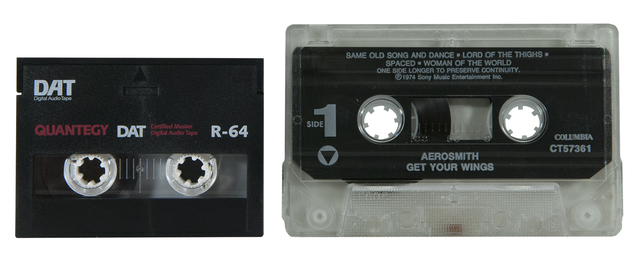 DAT
Digital Audio Tape
QUANTEGY DAT Certified Master
Digital Audio Tape R-64
SAME OLD SONG AND DANCE • LORD OF THE THIGHS •
SPACED • WOMAN OF THE WORLD
ONE SIDE LONGER TO PRESERVE CONTINUITY.
℗1974 Sony Music Entertainment Inc.
SIDE 1
COLUMBIA
CT57361
AEROSMITH
GET YOUR WINGS